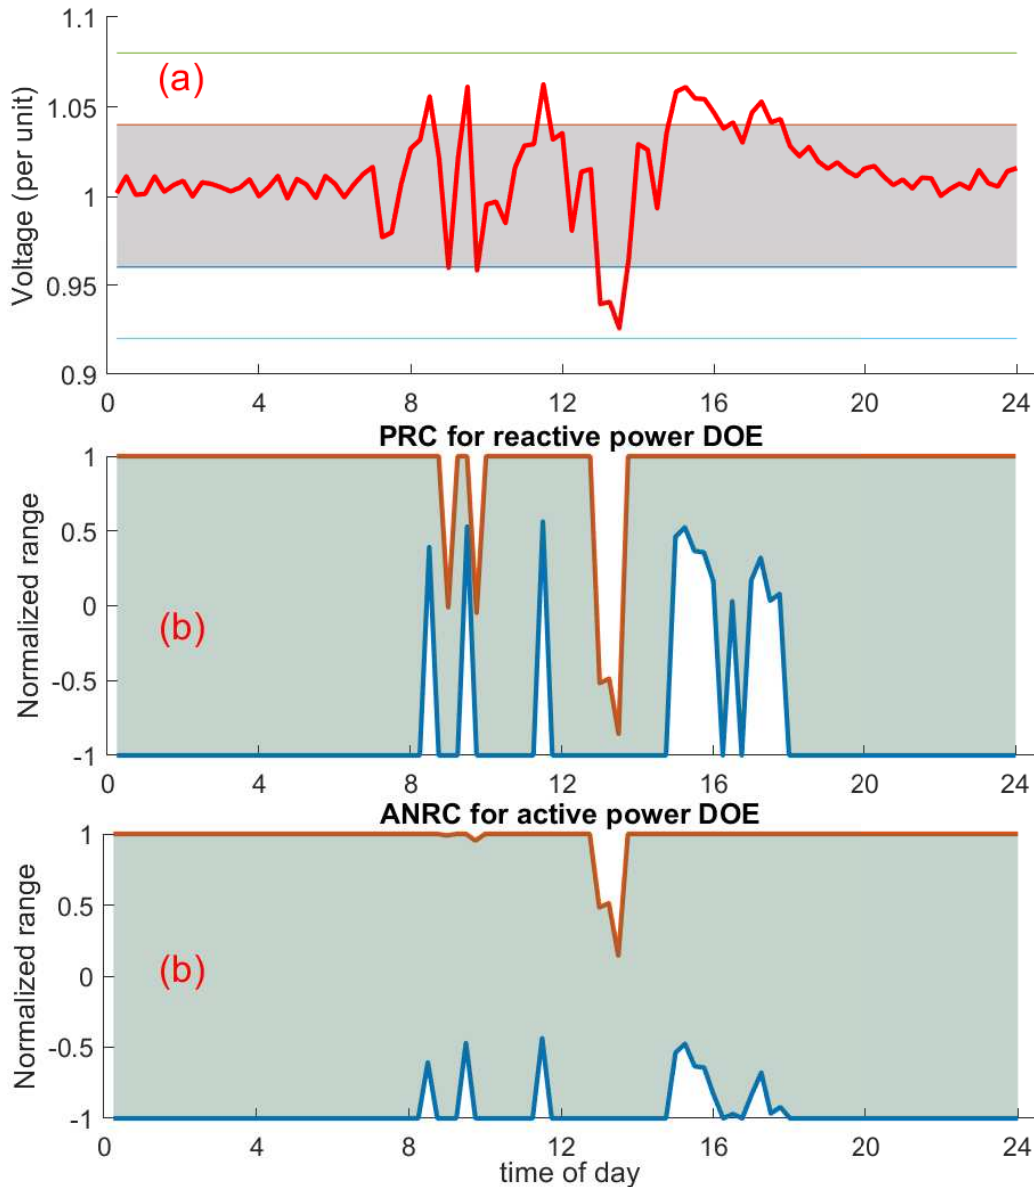 1.1
1.05
1
0.95
0.9
Voltage (per unit)
(a)
0 4 8 12 16 20 24
PRC for reactive power DOE
1
0.5
0
-0.5
-1
Normalized range
(b)
0 4 8 12 16 20 24
ANRC for active power DOE
1
0.5
0
-0.5
-1
Normalized range
(b)
0 4 8 12 16 20 24
time of day